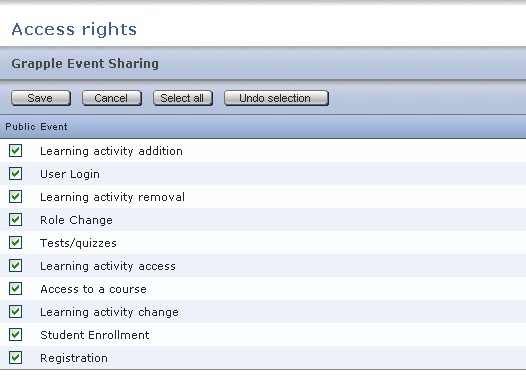 Access rights
Grapple Event Sharing
Save Cancel Select all Undo selection
Public Event
Learning activity addition
User Login
Learning activity removal
Role Change
Tests/quizzes
Learning activity access
Access to a course
Learning activity change
Student Enrollment
Registration